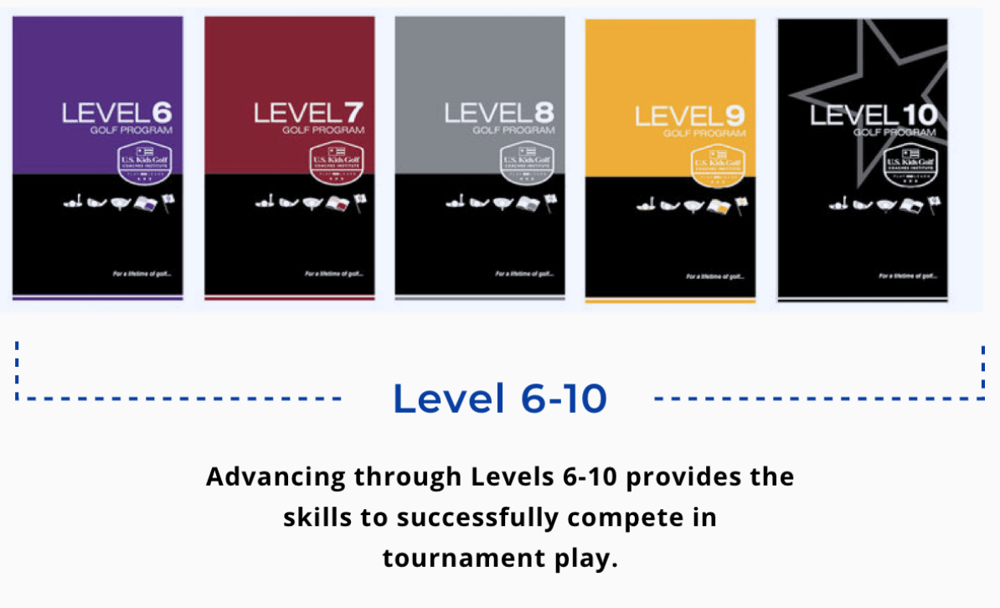 LEVEL6
GOLF PROGRAM
U.S. Kids Golf
COACHES INSTITUTE
For a lifetime of golf...
LEVEL7
GOLF PROGRAM
U.S. Kids Golf
COACHES INSTITUTE
For a lifetime of golf...
LEVEL8
GOLF PROGRAM
U.S. Kids Golf
COACHES INSTITUTE
For a lifetime of golf...
LEVEL9
GOLF PROGRAM
U.S. Kids Golf
COACHES INSTITUTE
For a lifetime of golf...
LEVEL10
GOLF PROGRAM
U.S. Kids Golf
COACHES INSTITUTE
For a lifetime of golf...
Level 6-10
Advancing through Levels 6-10 provides the
skills to successfully compete in
tournament play.